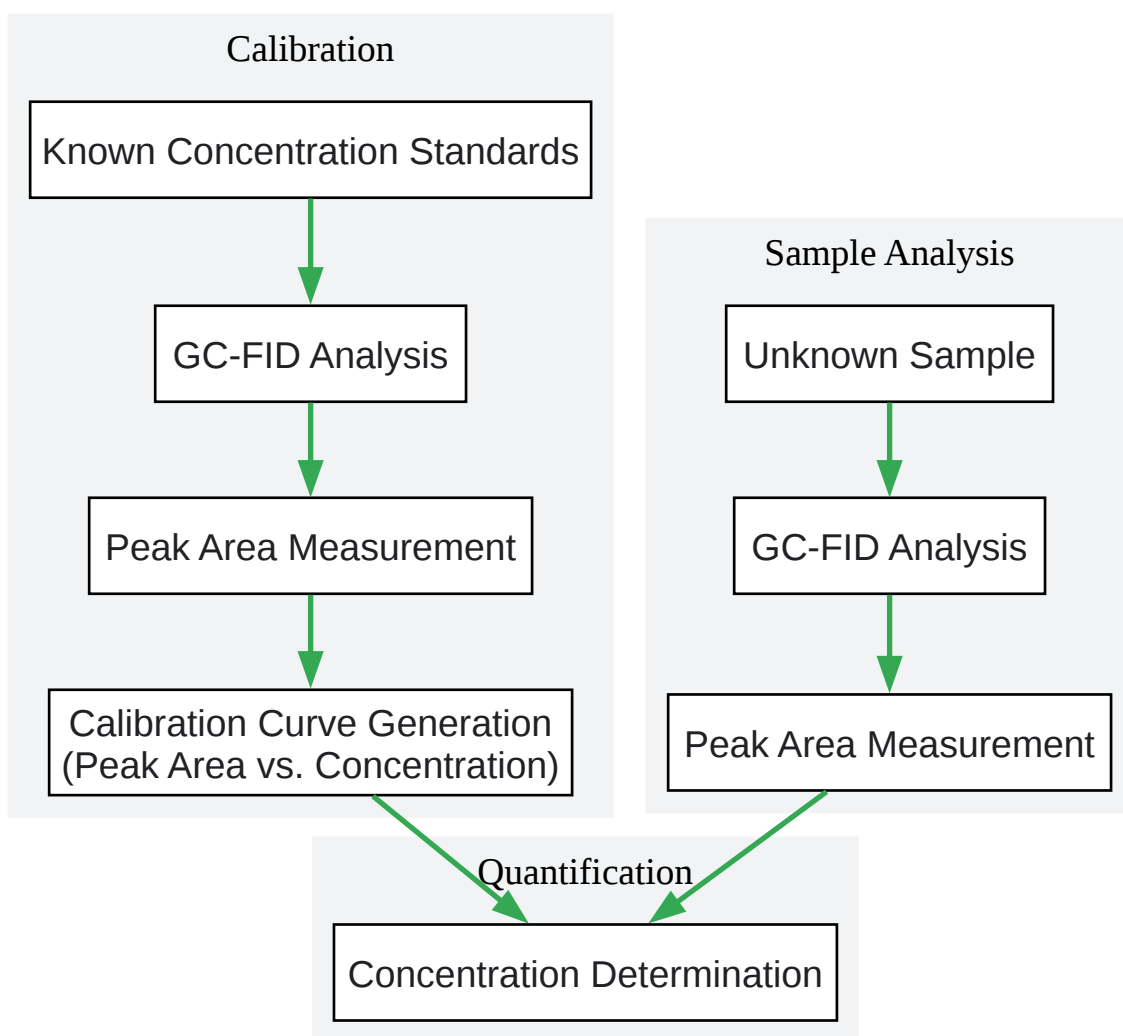 Calibration
Known Concentration Standards
GC-FID Analysis
Peak Area Measurement
Calibration Curve Generation
(Peak Area vs. Concentration)
Sample Analysis
Unknown Sample
GC-FID Analysis
Peak Area Measurement
Quantification
Concentration Determination